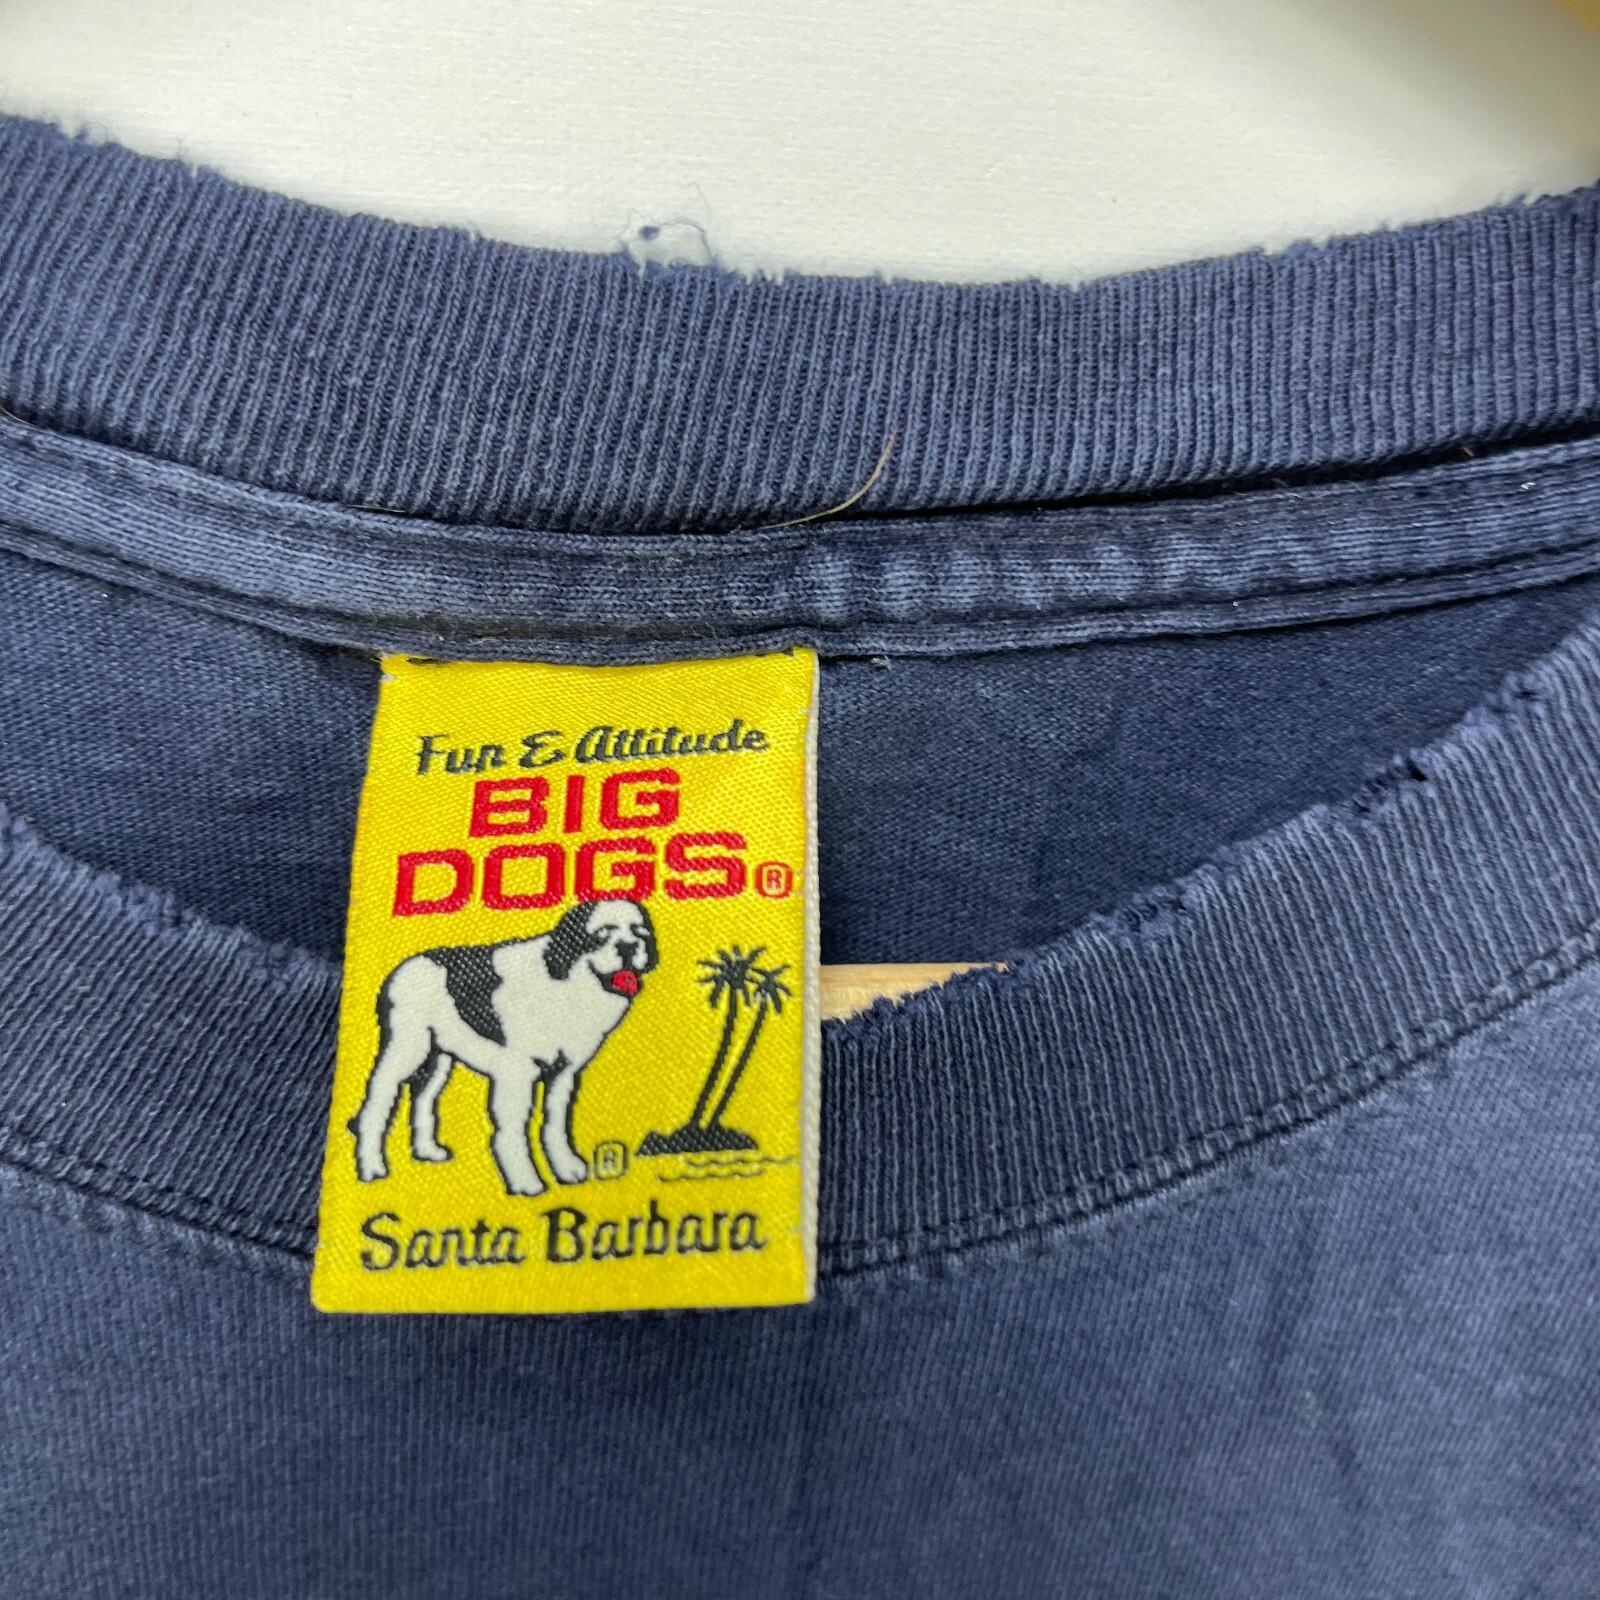 Fun & Attitude
BIG
DOGS®
®
Santa Barbara